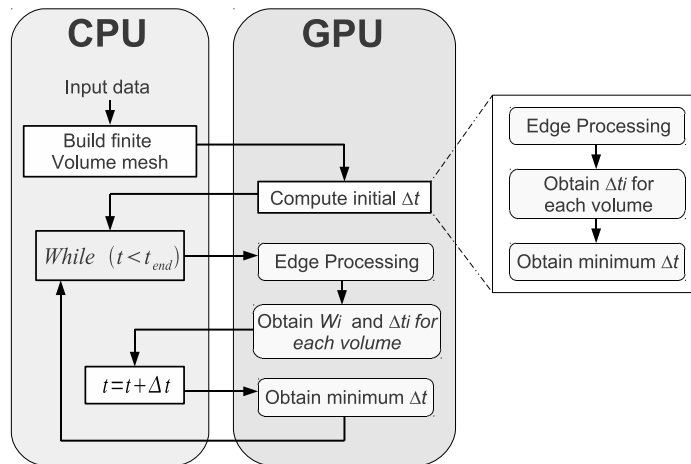 CPU
GPU
Input data
Build finite
Volume mesh
Compute initial Δt
While (t < t_end)
Edge Processing
Obtain Wi and Δti for
each volume
t=t+Δt
Obtain minimum Δt
Edge Processing
Obtain Δti for
each volume
Obtain minimum Δt